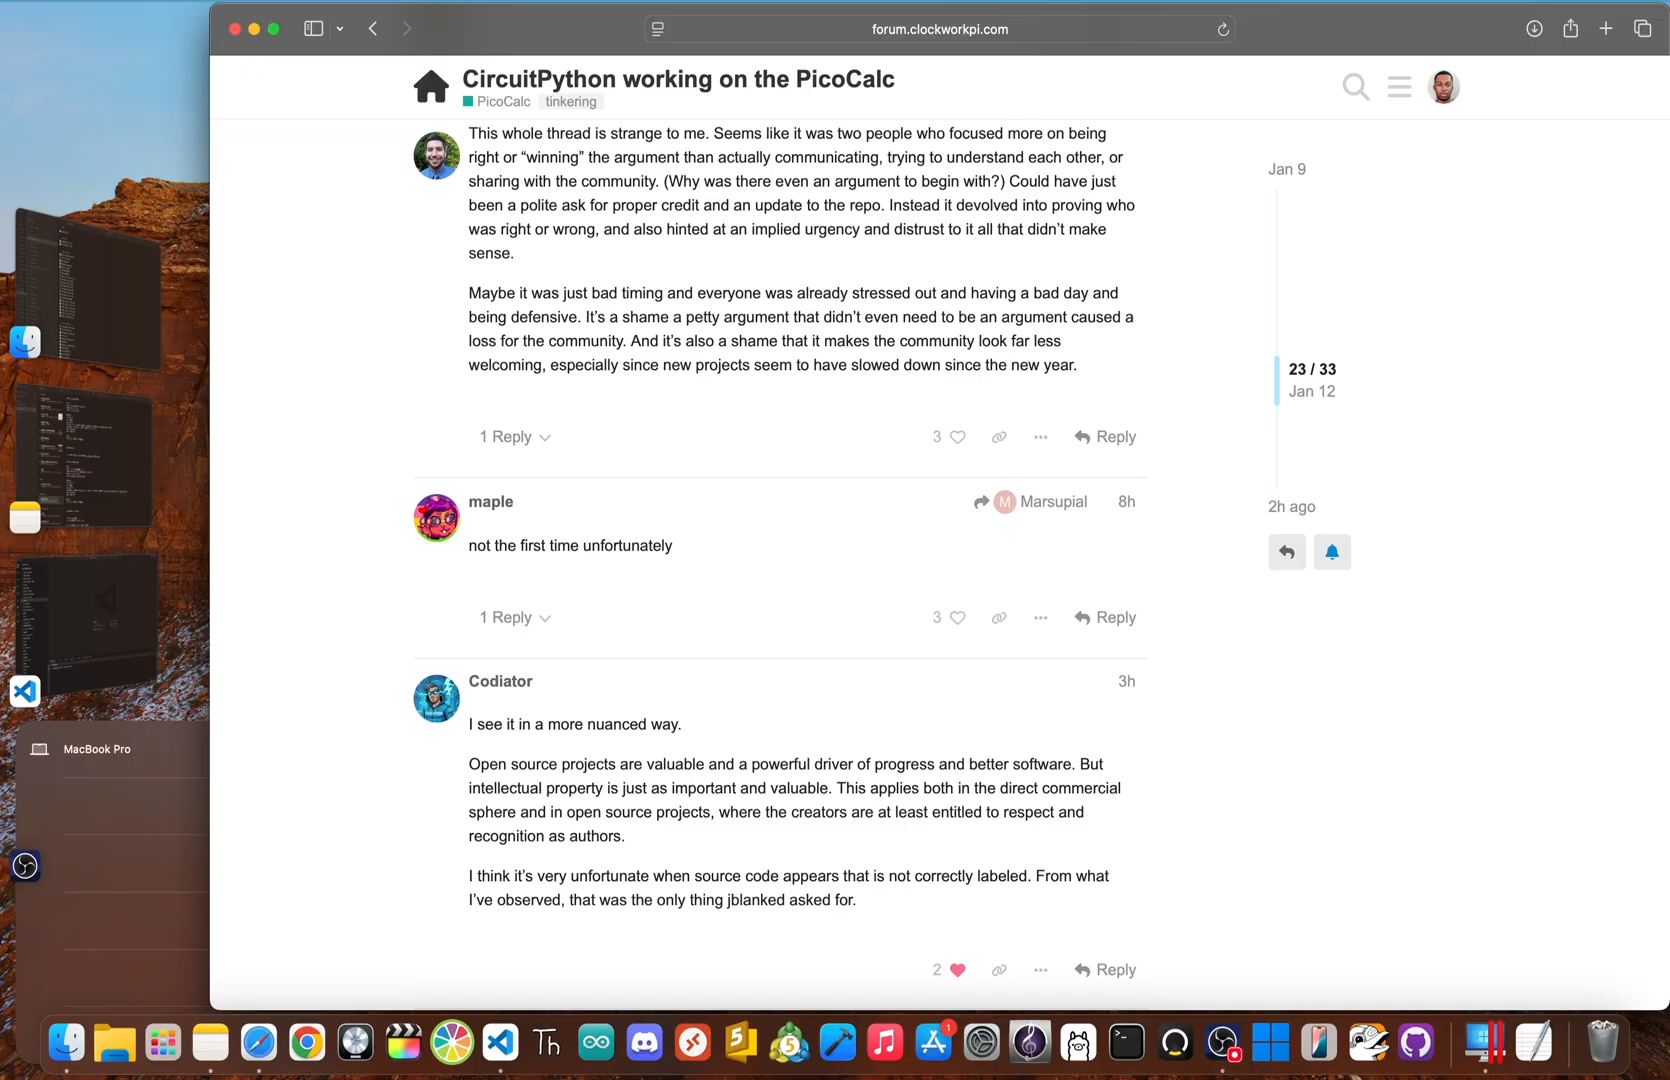 forum.clockworkpi.com
CircuitPython working on the PicoCalc
PicoCalc tinkering
This whole thread is strange to me. Seems like it was two people who focused more on being
right or “winning” the argument than actually communicating, trying to understand each other, or
sharing with the community. (Why was there even an argument to begin with?) Could have just
been a polite ask for proper credit and an update to the repo. Instead it devolved into proving who
was right or wrong, and also hinted at an implied urgency and distrust to it all that didn’t make
sense.
Maybe it was just bad timing and everyone was already stressed out and having a bad day and
being defensive. It’s a shame a petty argument that didn’t even need to be an argument caused a
loss for the community. And it’s also a shame that it makes the community look far less
welcoming, especially since new projects seem to have slowed down since the new year.
1 Reply 3 Reply
maple M Marsupial 8h
not the first time unfortunately
1 Reply 3 Reply
Codiator 3h
I see it in a more nuanced way.
Open source projects are valuable and a powerful driver of progress and better software. But
intellectual property is just as important and valuable. This applies both in the direct commercial
sphere and in open source projects, where the creators are at least entitled to respect and
recognition as authors.
I think it’s very unfortunate when source code appears that is not correctly labeled. From what
I’ve observed, that was the only thing jblanked asked for.
2 Reply
Jan 9
23 / 33
Jan 12
2h ago
MacBook Pro
Th
5
5
1